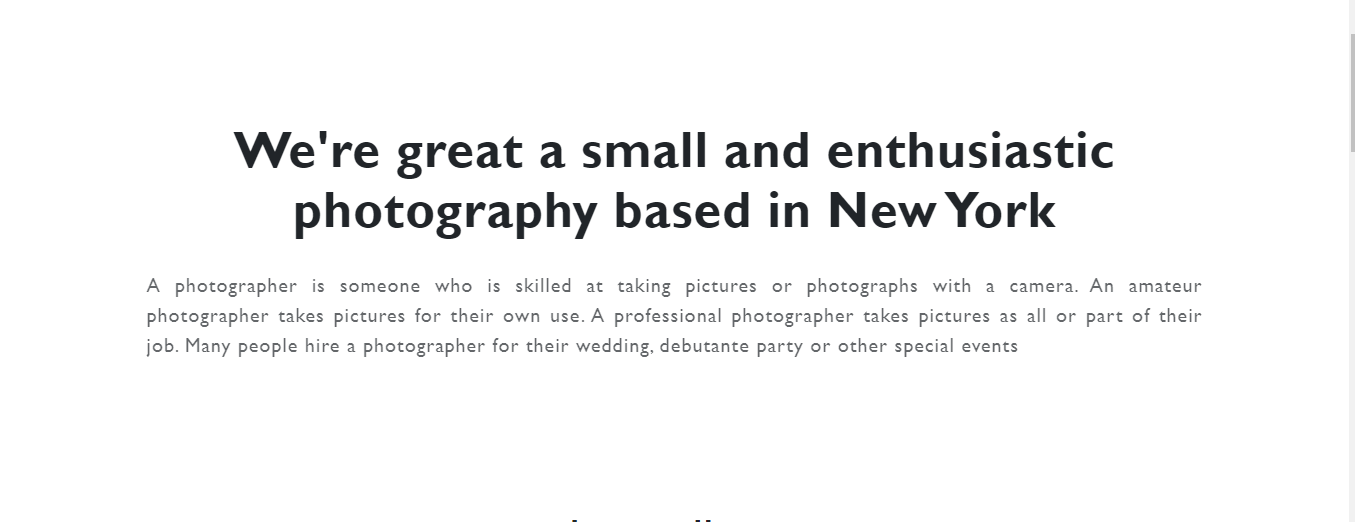 We're great a small and enthusiastic
photography based in New York
A photographer is someone who is skilled at taking pictures or photographs with a camera. An amateur
photographer takes pictures for their own use. A professional photographer takes pictures as all or part of their
job. Many people hire a photographer for their wedding, debutante party or other special events